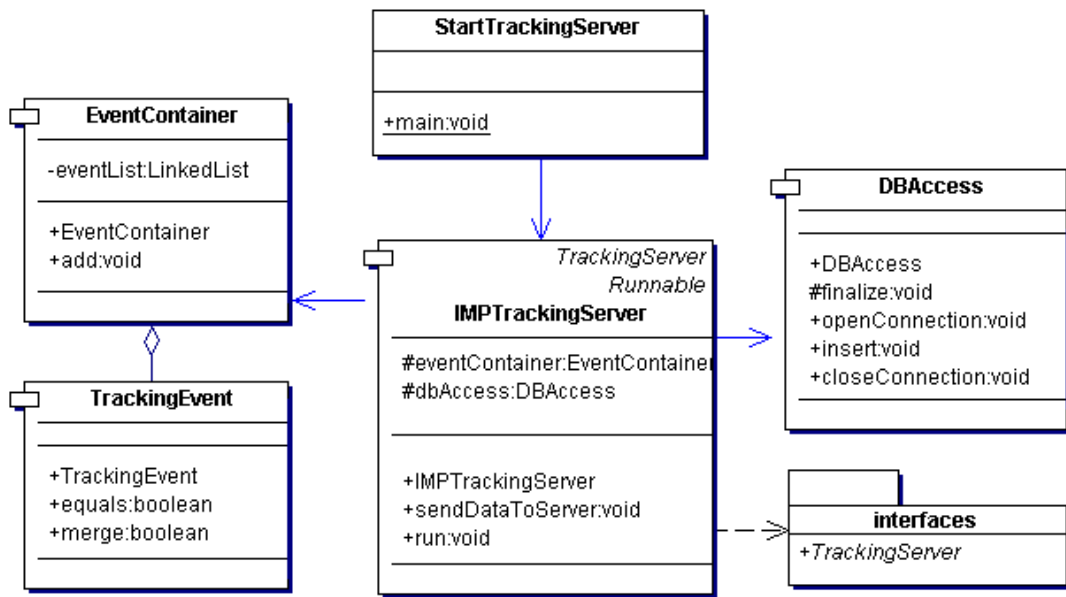 StartTrackingServer
+main:void
EventContainer
-eventList:LinkedList
+EventContainer
+add:void
TrackingServer
Runnable
IMPTrackingServer
#eventContainer:EventContainer
#dbAccess:DBAccess
+IMPTrackingServer
+sendDataToServer:void
+run:void
DBAccess
+DBAccess
#finalize:void
+openConnection:void
+insert:void
+closeConnection:void
TrackingEvent
+TrackingEvent
+equals:boolean
+merge:boolean
interfaces
+TrackingServer